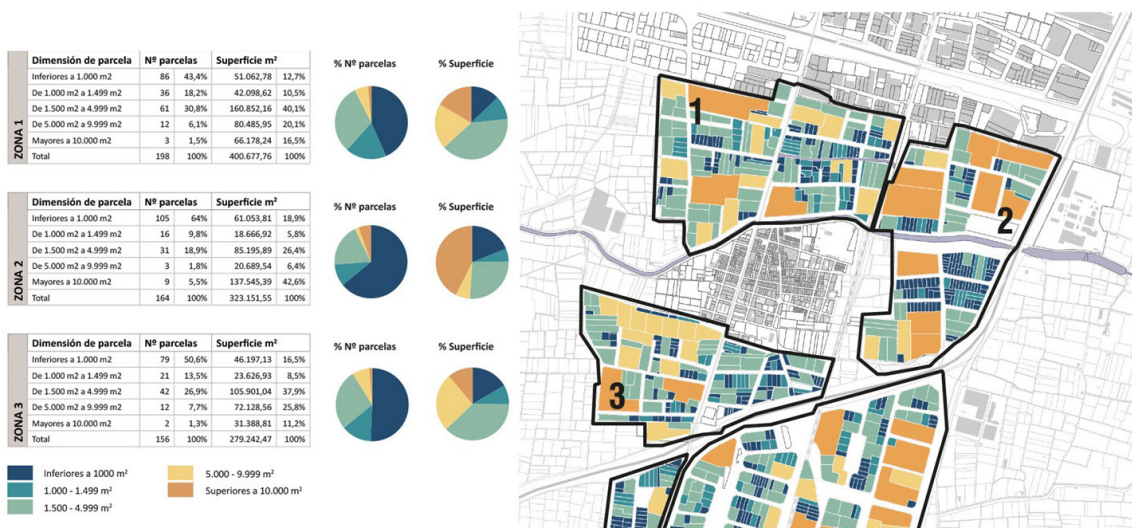 ZONA 1
Dimensión de parcela Nº parcelas Superficie m²
Inferiores a 1.000 m2 86 43,4% 51.062,78 12,7%
De 1.000 m2 a 1.499 m2 36 18,2% 42.098,62 10,5%
De 1.500 m2 a 4.999 m2 61 30,8% 160.852,16 40,1%
De 5.000 m2 a 9.999 m2 12 6,1% 80.485,95 20,1%
Mayores a 10.000 m2 3 1,5% 66.178,24 16,5%
Total 198 100% 400.677,76 100%
% Nº parcelas % Superficie
ZONA 2
Dimensión de parcela Nº parcelas Superficie m²
Inferiores a 1.000 m2 105 64% 61.053,81 18,9%
De 1.000 m2 a 1.499 m2 16 9,8% 18.666,92 5,8%
De 1.500 m2 a 4.999 m2 31 18,9% 85.195,89 26,4%
De 5.000 m2 a 9.999 m2 3 1,8% 20.689,54 6,4%
Mayores a 10.000 m2 9 5,5% 137.545,39 42,6%
Total 164 100% 323.151,55 100%
% Nº parcelas % Superficie
ZONA 3
Dimensión de parcela Nº parcelas Superficie m²
Inferiores a 1.000 m2 79 50,6% 46.197,13 16,5%
De 1.000 m2 a 1.499 m2 21 13,5% 23.626,93 8,5%
De 1.500 m2 a 4.999 m2 42 26,9% 105.901,04 37,9%
De 5.000 m2 a 9.999 m2 12 7,7% 72.128,56 25,8%
Mayores a 10.000 m2 2 1,3% 31.388,81 11,2%
Total 156 100% 279.242,47 100%
% Nº parcelas % Superficie
Inferiores a 1000 m²
1.000 - 1.499 m²
1.500 - 4.999 m²
5.000 - 9.999 m²
Superiores a 10.000 m²
1
2
3